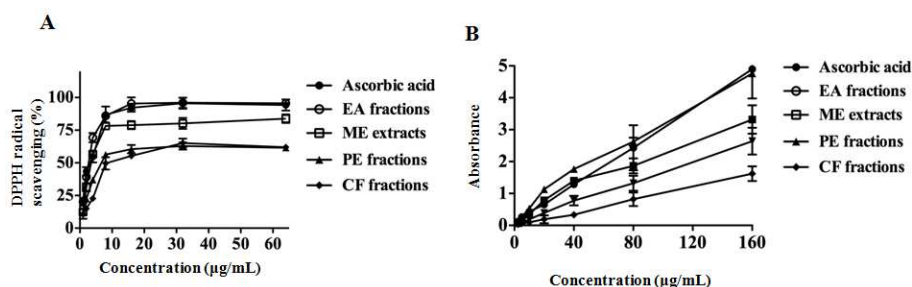 A
DPPH radical
scavenging (%)
100
75
50
25
0
0 10 20 30 40 50 60
Concentration (µg/mL)
Ascorbic acid
EA fractions
ME extracts
PE fractions
CF fractions
B
Absorbance
5
4
3
2
1
0
0 40 80 120 160
Concentration (µg/mL)
Ascorbic acid
EA fractions
ME extracts
PE fractions
CF fractions